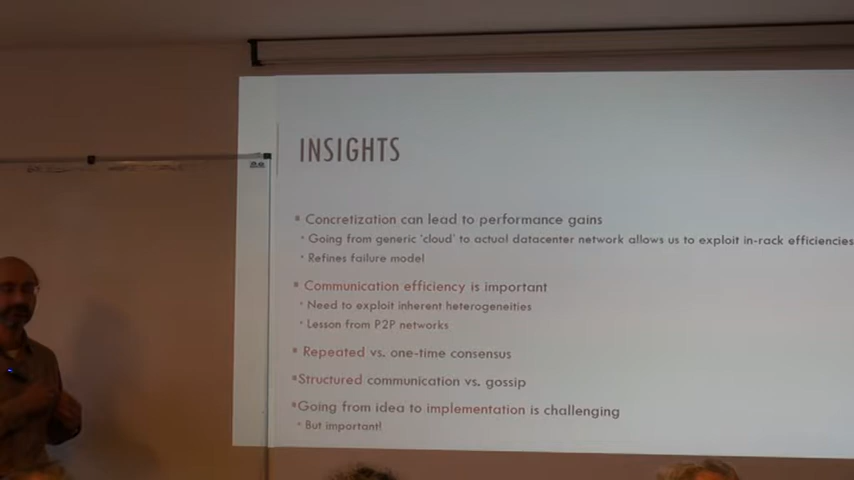 INSIGHTS
Concretization can lead to performance gains
Going from generic 'cloud' to actual datacenter network allows us to exploit in-rack efficiencies
Refines failure model
Communication efficiency is important
Need to exploit inherent heterogeneities
Lesson from P2P networks
Repeated vs. one-time consensus
Structured communication vs. gossip
Going from idea to implementation is challenging
But important!